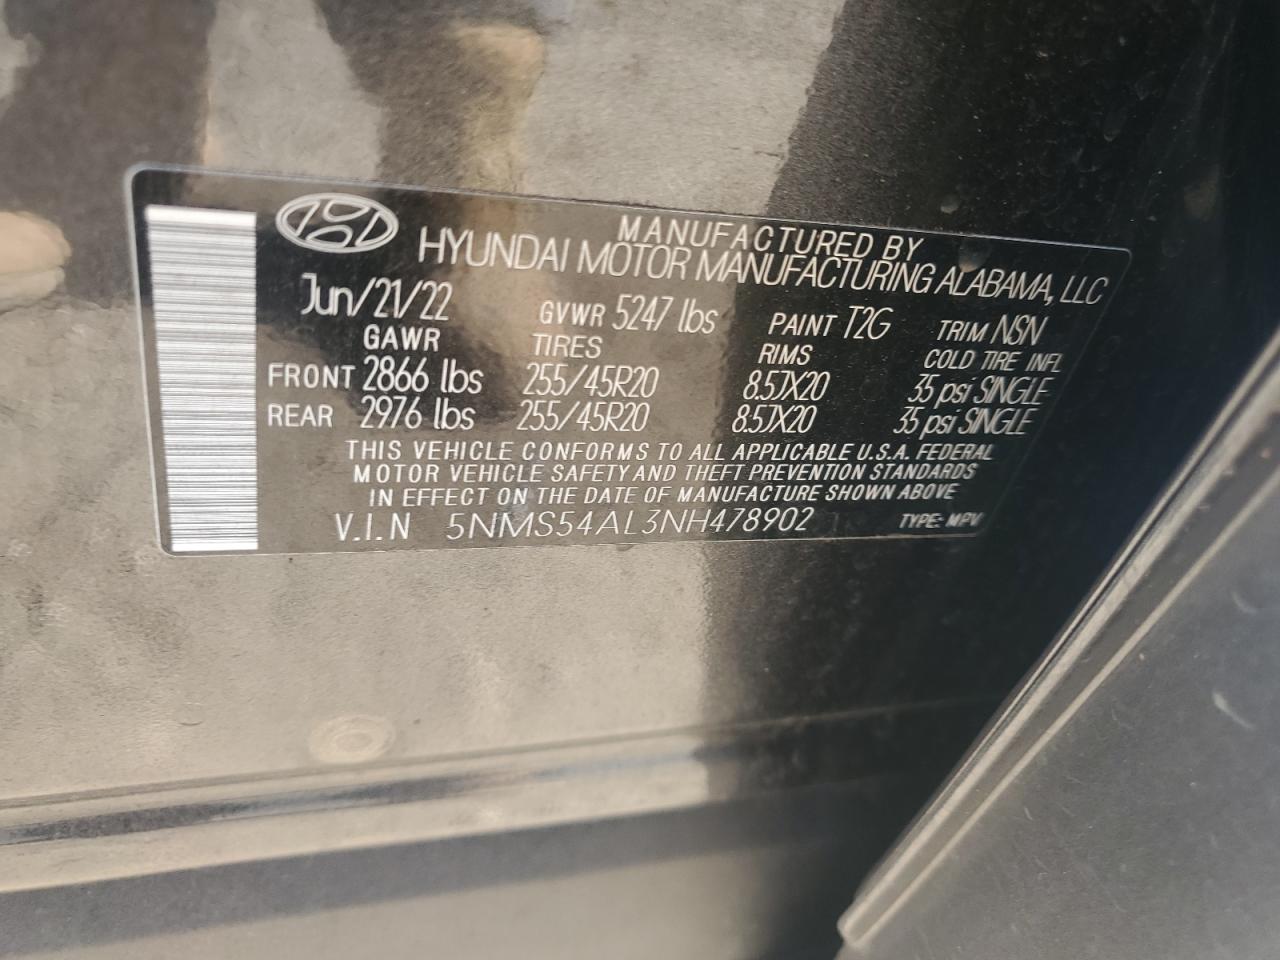 MANUFACTURED BY
HYUNDAI MOTOR MANUFACTURING ALABAMA, LLC
Jun/21/22 GVWR 5247 lbs PAINT T2G TRIM NSN
GAWR TIRES RIMS COLD TIRE INFL
FRONT 2866 lbs 255/45R20 8.5JX20 35 psi SINGLE
REAR 2976 lbs 255/45R20 8.5JX20 35 psi SINGLE
THIS VEHICLE CONFORMS TO ALL APPLICABLE U.S.A. FEDERAL
MOTOR VEHICLE SAFETY AND THEFT PREVENTION STANDARDS
IN EFFECT ON THE DATE OF MANUFACTURE SHOWN ABOVE
V.I.N 5NMS54AL3NH478902 TYPE: MPV